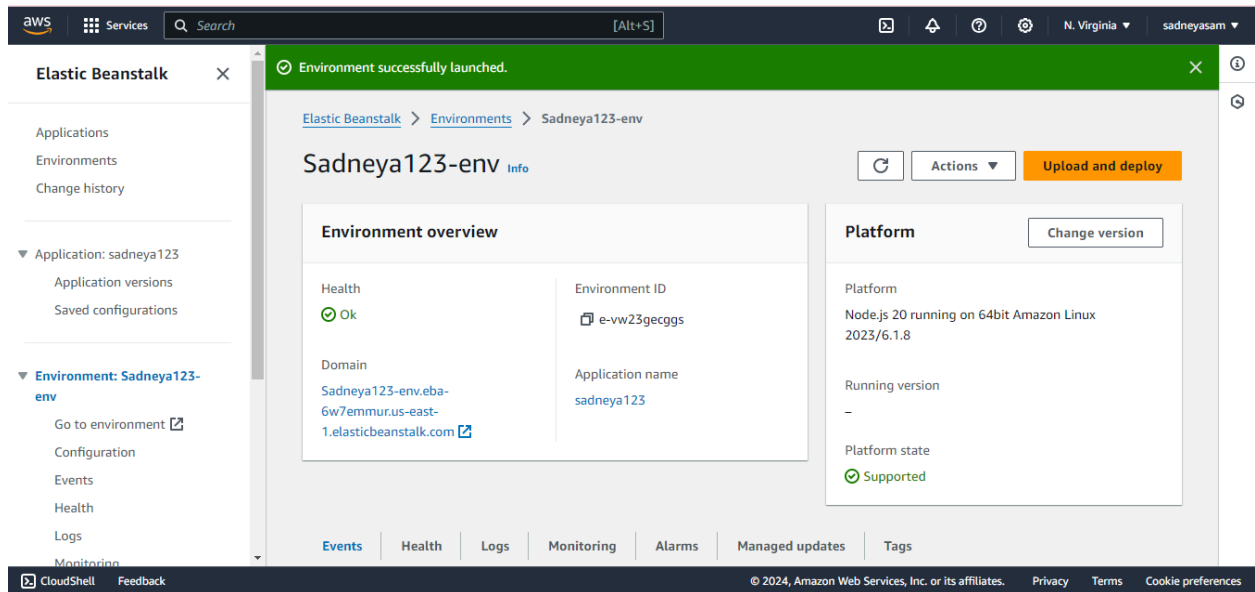 aws
Services
Search
[Alt+S]
N. Virginia
sadneyasam
Elastic Beanstalk
Applications
Environments
Change history
Application: sadneya123
Application versions
Saved configurations
Environment: Sadneya123-
env
Go to environment
Configuration
Events
Health
Logs
Monitoring
Environment successfully launched.
Elastic Beanstalk
Environments
Sadneya123-env
Sadneya123-env Info
Actions
Upload and deploy
Environment overview
Health
Ok
Domain
Sadneya123-env.eba-
6w7emmur.us-east-
1.elasticbeanstalk.com
Environment ID
e-vw23gecggs
Application name
sadneya123
Platform
Change version
Platform
Node.js 20 running on 64bit Amazon Linux
2023/6.1.8
Running version
–
Platform state
Supported
Events
Health
Logs
Monitoring
Alarms
Managed updates
Tags
CloudShell
Feedback
© 2024, Amazon Web Services, Inc. or its affiliates.
Privacy
Terms
Cookie preferences